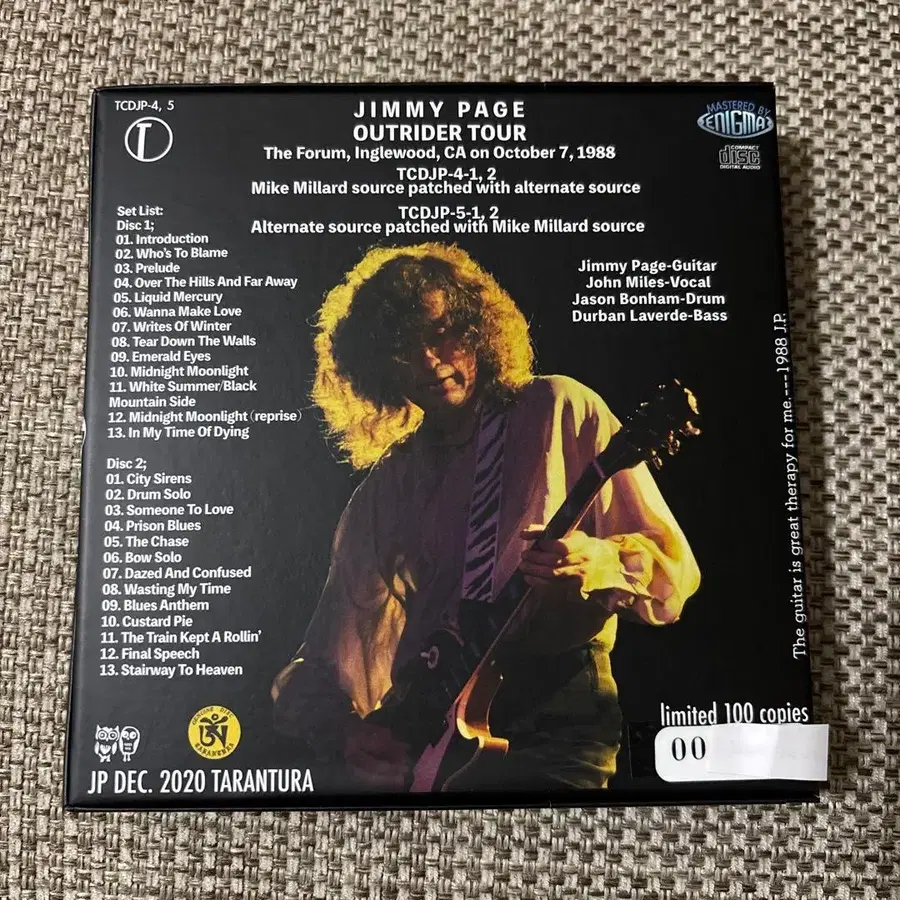 TCDJP-4, 5
T
JIMMY PAGE
OUTRIDER TOUR
The Forum, Inglewood, CA on October 7, 1988
TCDJP-4-1, 2
Mike Millard source patched with alternate source
TCDJP-5-1, 2
Alternate source patched with Mike Millard source
MASTERED BY
ENIGMA
COMPACT
disc
DIGITAL AUDIO
Set List:
Disc 1;
01. Introduction
02. Who's To Blame
03. Prelude
04. Over The Hills And Far Away
05. Liquid Mercury
06. Wanna Make Love
07. Writes Of Winter
08. Tear Down The Walls
09. Emerald Eyes
10. Midnight Moonlight
11. White Summer/Black
Mountain Side
12. Midnight Moonlight (reprise)
13. In My Time Of Dying
Disc 2;
01. City Sirens
02. Drum Solo
03. Someone To Love
04. Prison Blues
05. The Chase
06. Bow Solo
07. Dazed And Confused
08. Wasting My Time
09. Blues Anthem
10. Custard Pie
11. The Train Kept A Rollin'
12. Final Speech
13. Stairway To Heaven
Jimmy Page-Guitar
John Miles-Vocal
Jason Bonham-Drum
Durban Laverde-Bass
The guitar is great therapy for me.---1988 J.P.
TARANTURA
JP DEC. 2020 TARANTURA
limited 100 copies
00